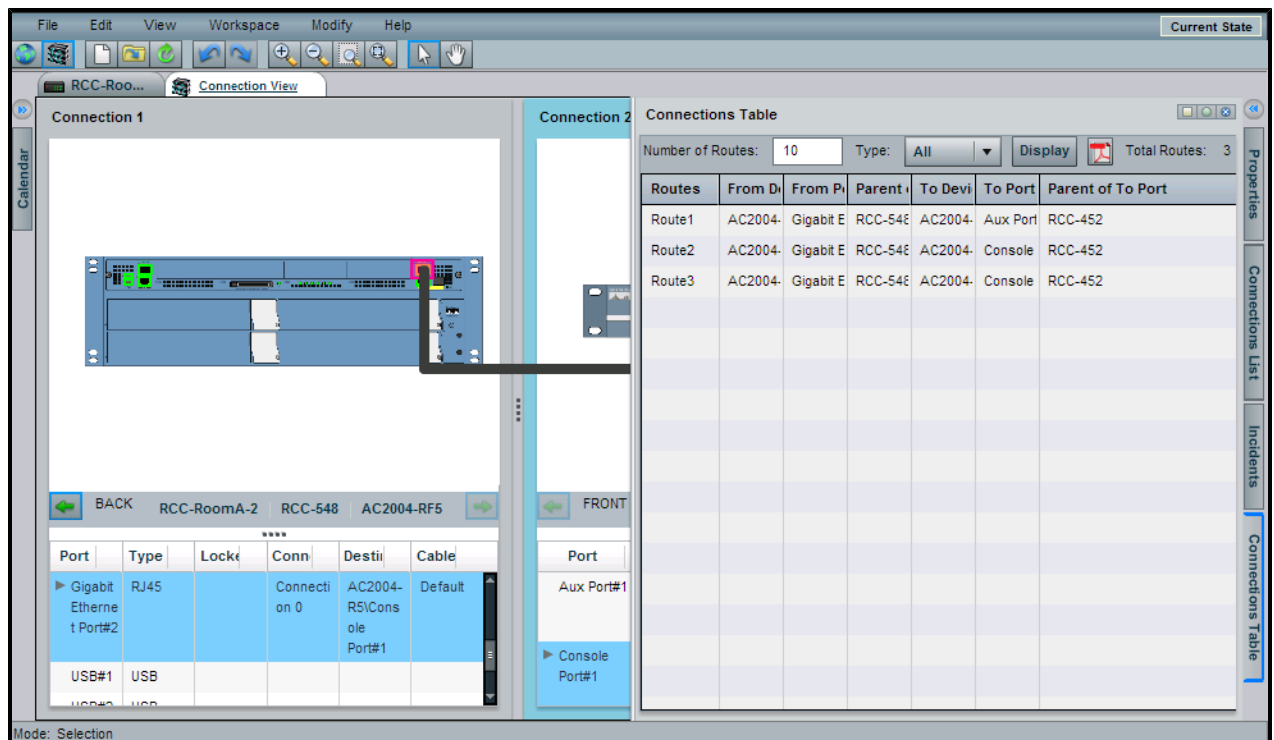 File Edit View Workspace Modify Help Current State
RCC-Roo... Connection View
Calendar
Connection 1
BACK RCC-RoomA-2 RCC-548 AC2004-RF5
Port Type Locke Conn Destii Cable
Gigabit RJ45 Connecti AC2004- Default
Etherne on 0 R5\Cons
t Port#2 ole
Port#1
USB#1 USB
Connection 2
FRONT
Port
Aux Port#1
Console
Port#1
Connections Table
Number of Routes: 10 Type: All Display Total Routes: 3
Routes From De From Po Parent To Devi To Port Parent of To Port
Route1 AC2004- Gigabit E RCC-548 AC2004- Aux Port RCC-452
Route2 AC2004- Gigabit E RCC-548 AC2004- Console RCC-452
Route3 AC2004- Gigabit E RCC-548 AC2004- Console RCC-452
Properties
Connections List
Incidents
Connections Table
Mode: Selection